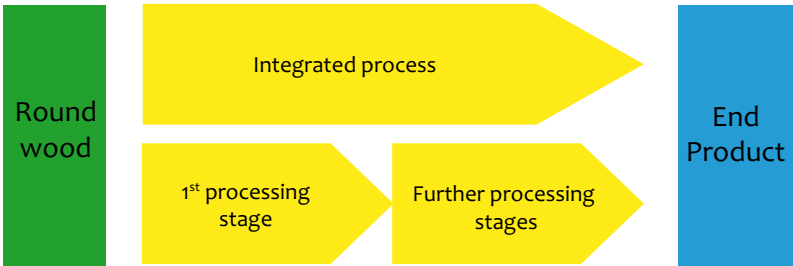 Round
wood
Integrated process
1st processing
stage
Further processing
stages
End
Product